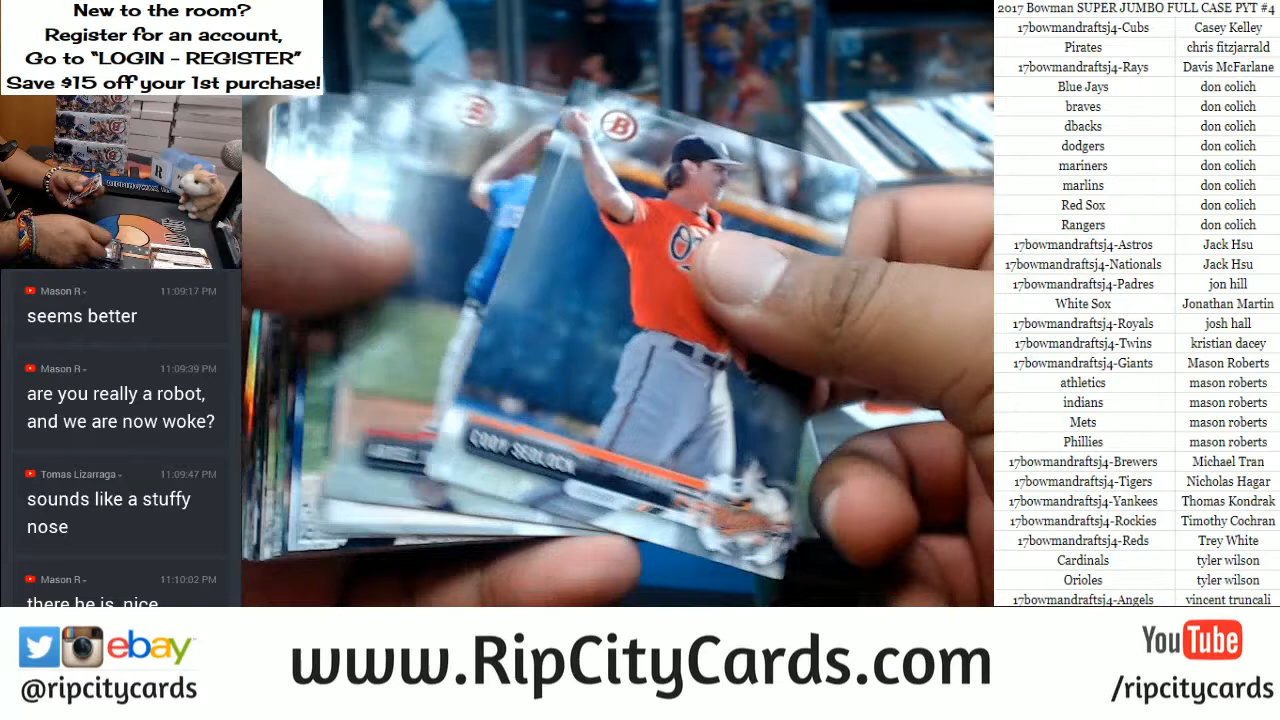 New to the room?
Register for an account,
Go to “LOGIN - REGISTER”
Save $15 off your 1st purchase!
Mason R
11:09:17 PM
seems better
Mason R
11:09:39 PM
are you really a robot,
and we are now woke?
Tomas Lizarraga
11:09:47 PM
sounds like a stuffy
nose
Mason R
11:10:02 PM
there he is, nice
B
B
CODY SEDLOCK
2017 Bowman SUPER JUMBO FULL CASE PYT #4
17bowmandraftsj4-Cubs Casey Kelley
Pirates chris fitzjarrald
17bowmandraftsj4-Rays Davis McFarlane
Blue Jays don colich
braves don colich
dbacks don colich
dodgers don colich
mariners don colich
marlins don colich
Red Sox don colich
Rangers don colich
17bowmandraftsj4-Astros Jack Hsu
17bowmandraftsj4-Nationals Jack Hsu
17bowmandraftsj4-Padres jon hill
White Sox Jonathan Martin
17bowmandraftsj4-Royals josh hall
17bowmandraftsj4-Twins kristian dacey
17bowmandraftsj4-Giants Mason Roberts
athletics mason roberts
indians mason roberts
Mets mason roberts
Phillies mason roberts
17bowmandraftsj4-Brewers Michael Tran
17bowmandraftsj4-Tigers Nicholas Hagar
17bowmandraftsj4-Yankees Thomas Kondrak
17bowmandraftsj4-Rockies Timothy Cochran
17bowmandraftsj4-Reds Trey White
Cardinals tyler wilson
Orioles tyler wilson
17bowmandraftsj4-Angels vincent truncali
ebay
@ripcitycards
www.RipCityCards.com
YouTube
/ripcitycards